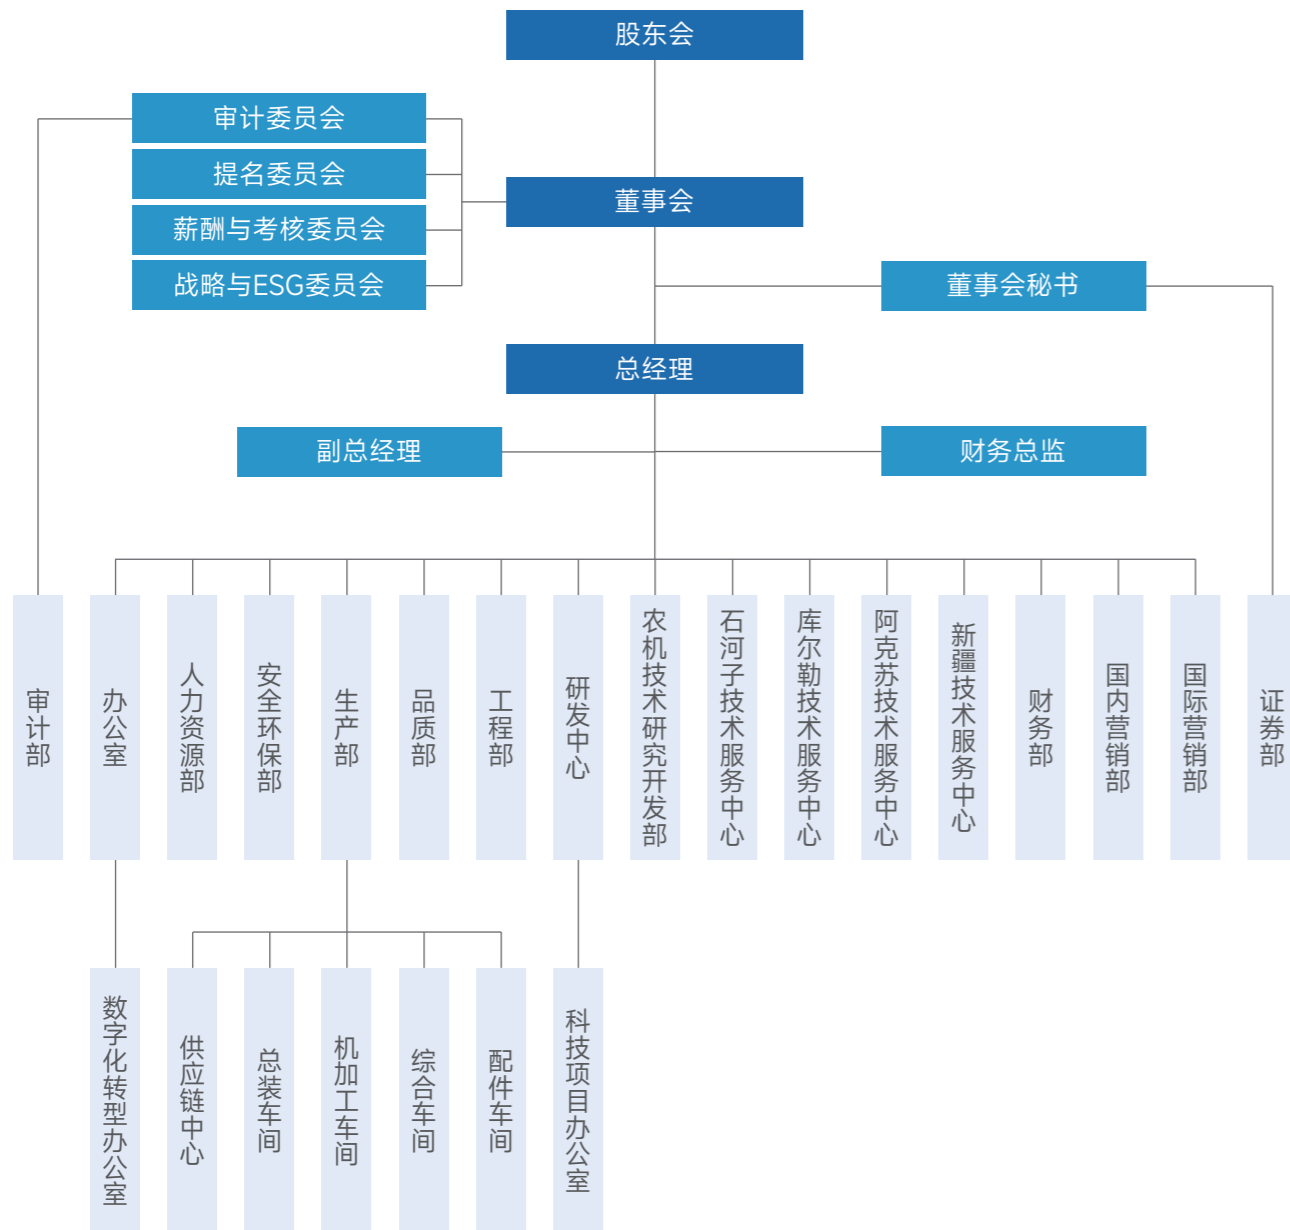 股东会
审计委员会
提名委员会
董事会
薪酬与考核委员会
战略与ESG委员会
董事会秘书
总经理
副总经理
财务总监
审计部
办公室
人力资源部
安全环保部
生产部
品质部
工程部
研发中心
农机技术研究开发部
石河子技术服务中心
库尔勒技术服务中心
阿克苏技术服务中心
新疆技术服务中心
财务部
国内营销部
国际营销部
证券部
数字化转型办公室
供应链中心
总装车间
机加工车间
综合车间
配件车间
科技项目办公室